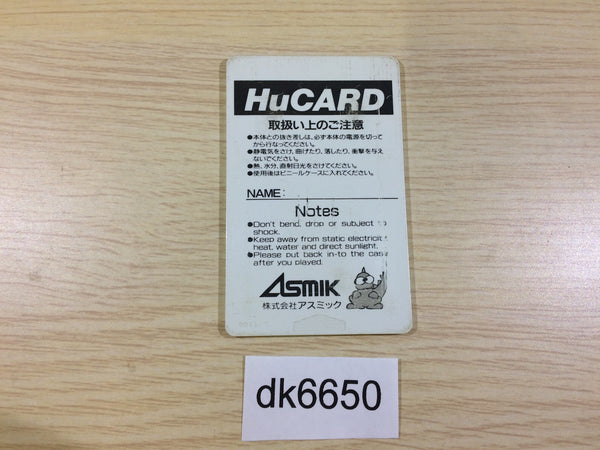 HuCARD
取扱い上のご注意
●本体との抜き差しは、必ず本体の電源を切って
から行なってください。
●静電気をさけ、曲げたり、落したり、衝撃を与え
ないでください。
●熱、水分、直射日光をさけてください。
●使用後はビニールケースに入れてください。
NAME:
Notes
●Don't bend, drop or subject to
shock.
●Keep away from static electricit
heat, water and direct sunlight.
●Please put back in-to the case
after you played.
ASMIK
株式会社アスミック
dk6650